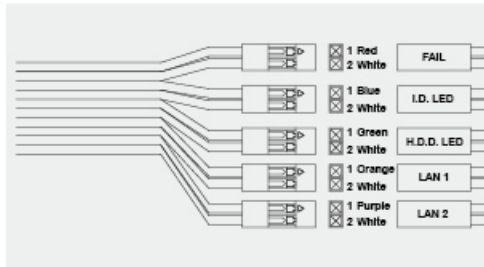 1 Red
2 White
FAIL
1 Blue
2 White
I.D. LED
1 Green
2 White
H.D.D. LED
1 Orange
2 White
LAN 1
1 Purple
2 White
LAN 2